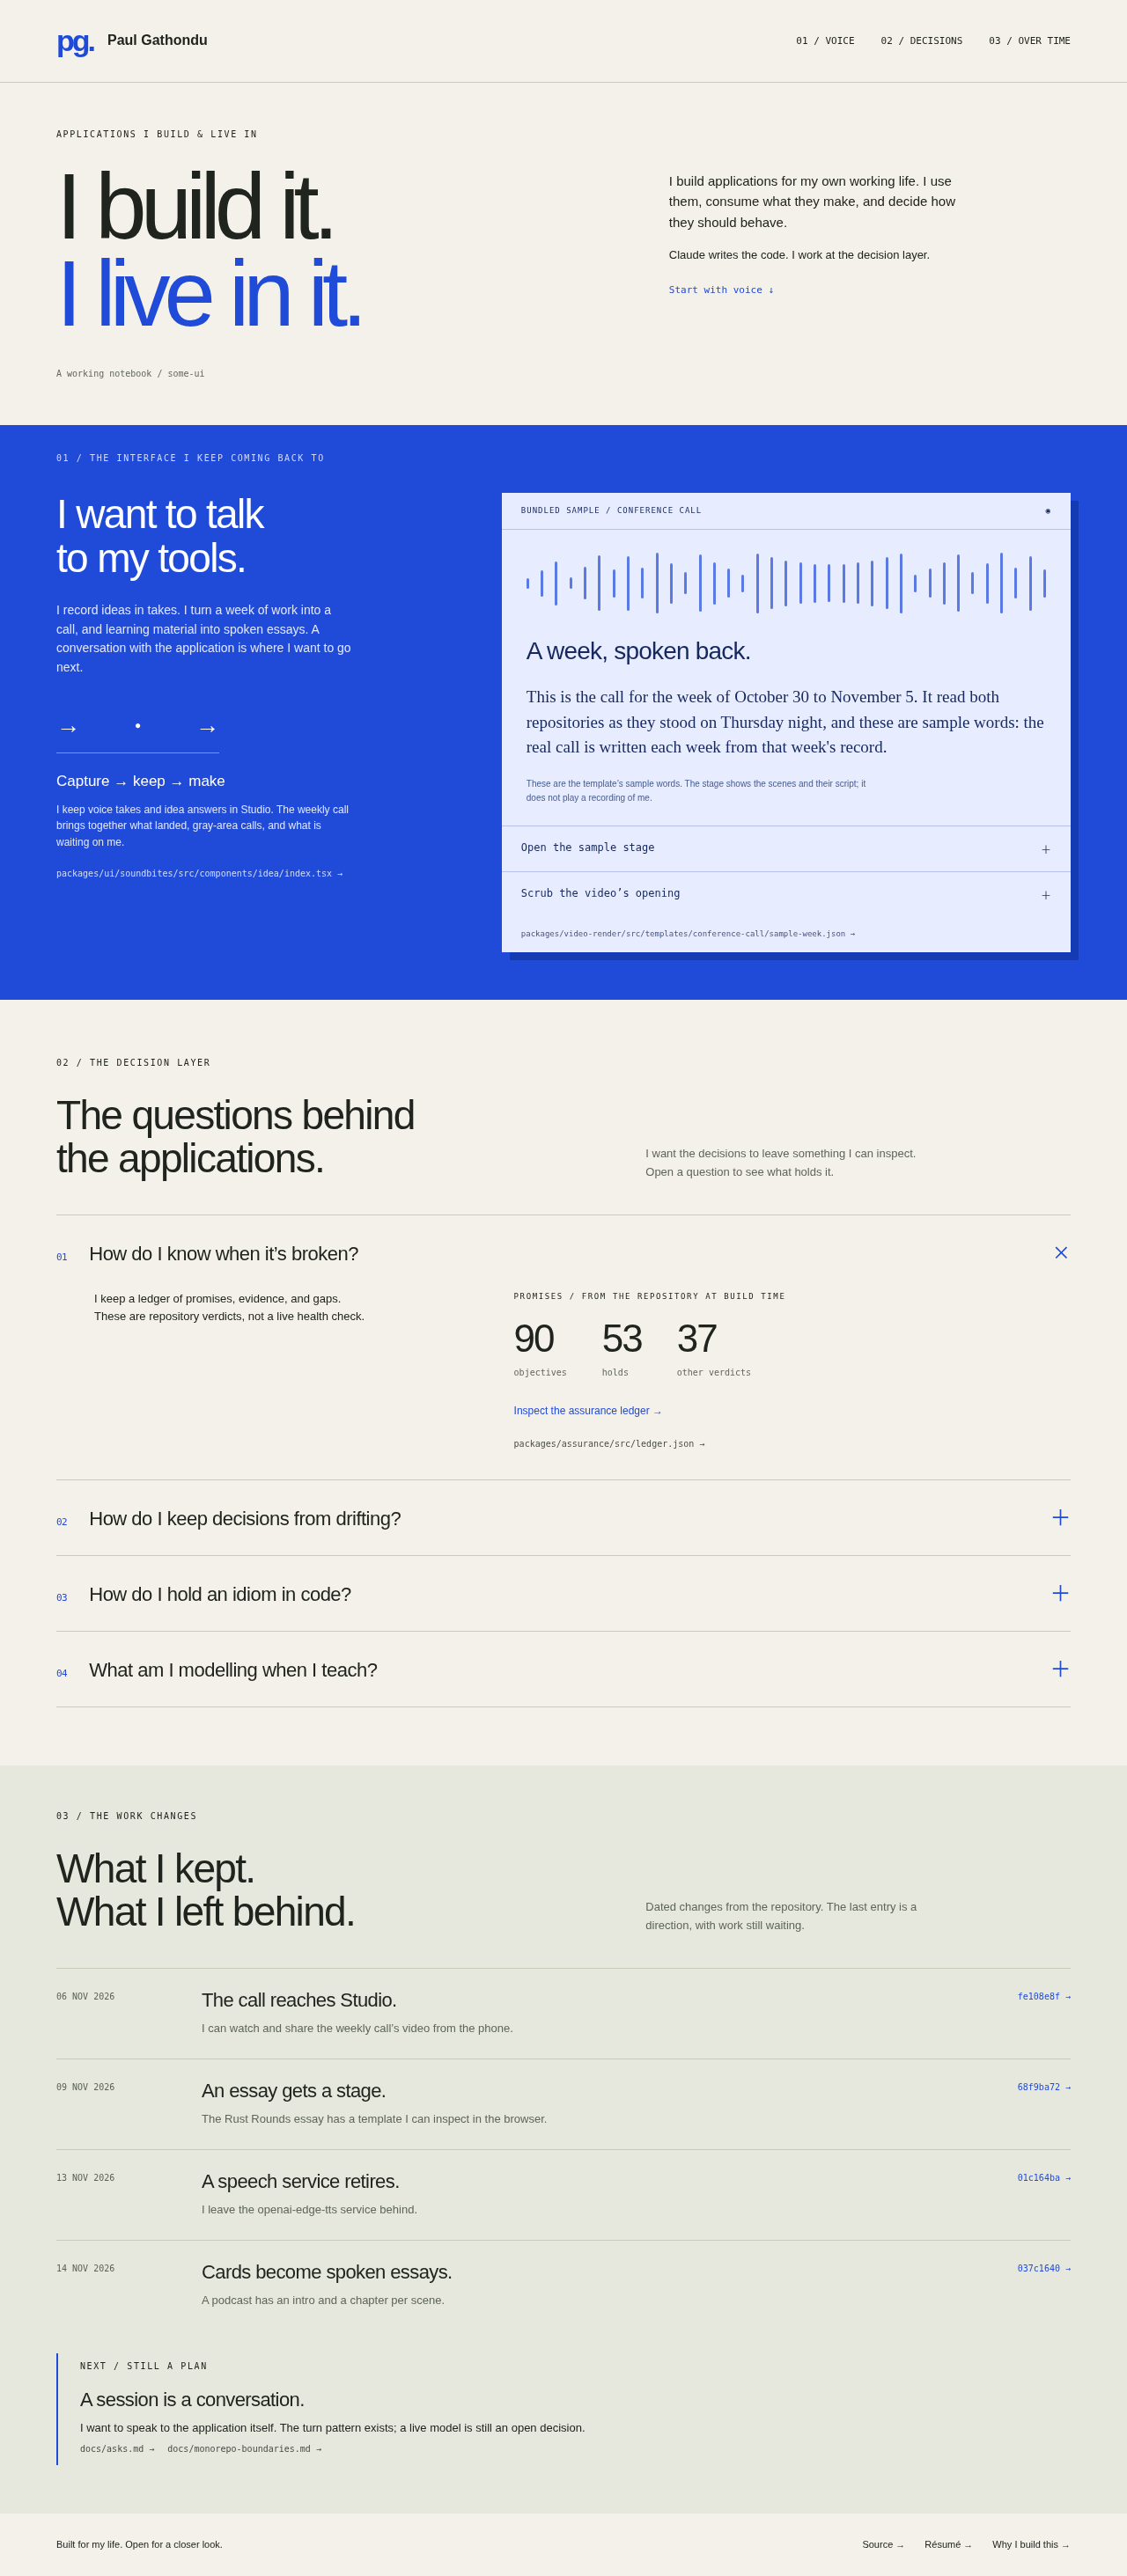 pg. Paul Gathondu
01 / VOICE 02 / DECISIONS 03 / OVER TIME
APPLICATIONS I BUILD & LIVE IN
I build it.
I live in it.
I build applications for my own working life. I use
them, consume what they make, and decide how
they should behave.
Claude writes the code. I work at the decision layer.
Start with voice ↓
A working notebook / some-ui
01 / THE INTERFACE I KEEP COMING BACK TO
I want to talk
to my tools.
I record ideas in takes. I turn a week of work into a
call, and learning material into spoken essays. A
conversation with the application is where I want to go
next.
→ • →
Capture → keep → make
I keep voice takes and idea answers in Studio. The weekly call
brings together what landed, gray-area calls, and what is
waiting on me.
packages/ui/soundbites/src/components/idea/index.tsx →
BUNDLED SAMPLE / CONFERENCE CALL ◉
A week, spoken back.
This is the call for the week of October 30 to November 5. It read both
repositories as they stood on Thursday night, and these are sample words: the
real call is written each week from that week's record.
These are the template’s sample words. The stage shows the scenes and their script; it
does not play a recording of me.
Open the sample stage +
Scrub the video’s opening +
packages/video-render/src/templates/conference-call/sample-week.json →
02 / THE DECISION LAYER
The questions behind
the applications.
I want the decisions to leave something I can inspect.
Open a question to see what holds it.
01 How do I know when it’s broken?
I keep a ledger of promises, evidence, and gaps.
These are repository verdicts, not a live health check.
PROMISES / FROM THE REPOSITORY AT BUILD TIME
90 53 37
objectives holds other verdicts
Inspect the assurance ledger →
packages/assurance/src/ledger.json →
02 How do I keep decisions from drifting? +
03 How do I hold an idiom in code? +
04 What am I modelling when I teach? +
03 / THE WORK CHANGES
What I kept.
What I left behind.
Dated changes from the repository. The last entry is a
direction, with work still waiting.
06 NOV 2026 The call reaches Studio. fe108e8f →
I can watch and share the weekly call’s video from the phone.
09 NOV 2026 An essay gets a stage. 68f9ba72 →
The Rust Rounds essay has a template I can inspect in the browser.
13 NOV 2026 A speech service retires. 01c164ba →
I leave the openai-edge-tts service behind.
14 NOV 2026 Cards become spoken essays. 037c1640 →
A podcast has an intro and a chapter per scene.
NEXT / STILL A PLAN
A session is a conversation.
I want to speak to the application itself. The turn pattern exists; a live model is still an open decision.
docs/asks.md → docs/monorepo-boundaries.md →
Built for my life. Open for a closer look.
Source → Résumé → Why I build this →